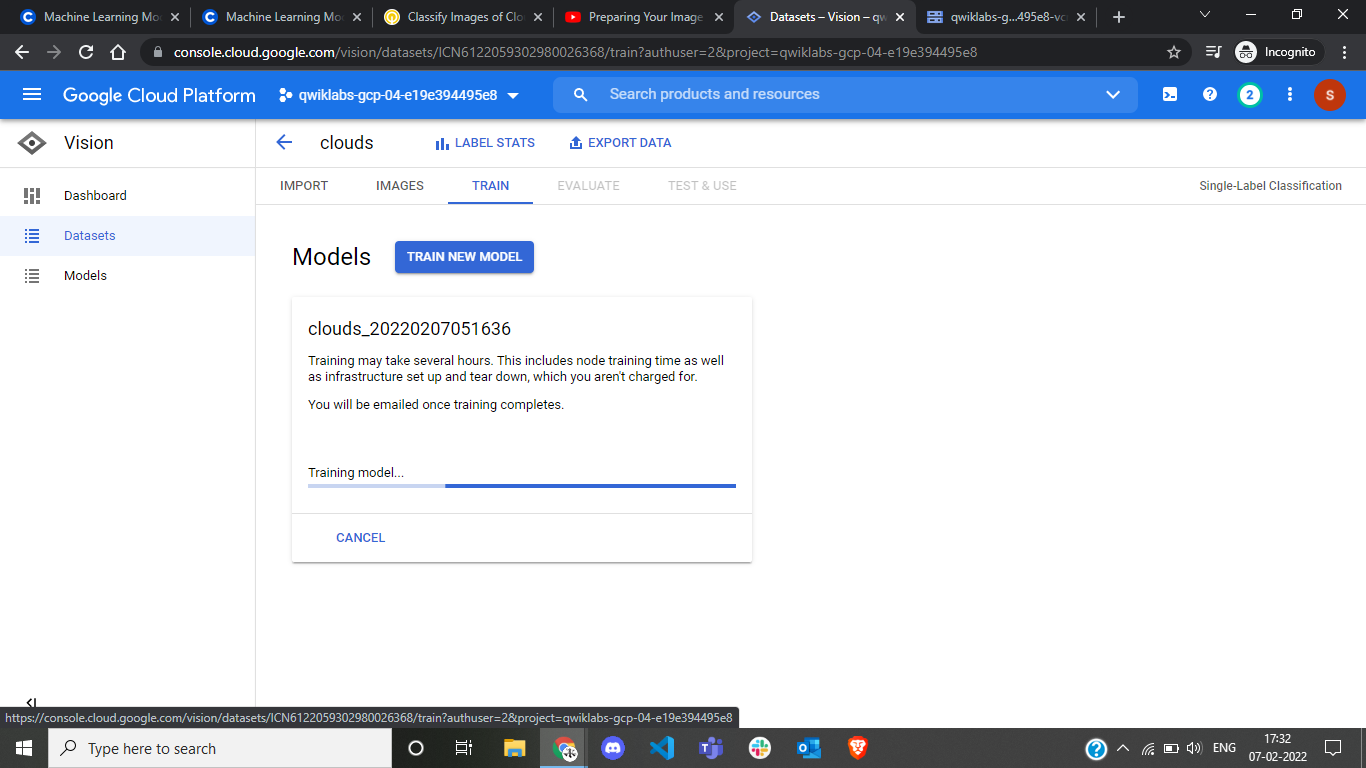 Machine Learning Mo
Machine Learning Mo
Classify Images of Clo
Preparing Your Image
Datasets – Vision – qw
qwiklabs-g...495e8-vc
console.cloud.google.com/vision/datasets/ICN6122059302980026368/train?authuser=2&project=qwiklabs-gcp-04-e19e394495e8
Incognito
Google Cloud Platform
qwiklabs-gcp-04-e19e394495e8
Search products and resources
2
S
Vision
clouds
LABEL STATS
EXPORT DATA
IMPORT
IMAGES
TRAIN
EVALUATE
TEST & USE
Single-Label Classification
Dashboard
Datasets
Models
Models
TRAIN NEW MODEL
clouds_20220207051636
Training may take several hours. This includes node training time as well
as infrastructure set up and tear down, which you aren't charged for.
You will be emailed once training completes.
Training model...
CANCEL
https://console.cloud.google.com/vision/datasets/ICN6122059302980026368/train?authuser=2&project=qwiklabs-gcp-04-e19e394495e8
Type here to search
ENG
17:32
07-02-2022